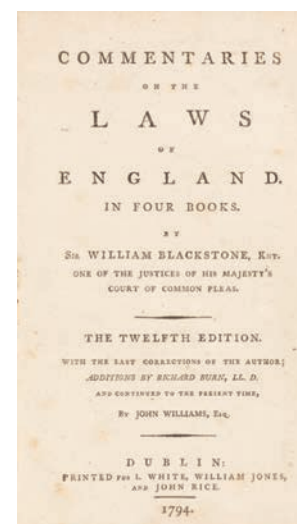 COMMENTARIES
ON THE
LAWS
OF
ENGLAND.
IN FOUR BOOKS.
BY
SIR WILLIAM BLACKSTONE, KNT.
ONE OF THE JUSTICES OF HIS MAJESTY'S
COURT OF COMMON PLEAS.
THE TWELFTH EDITION.
WITH THE LAST CORRECTIONS OF THE AUTHOR;
ADDITIONS BY RICHARD BURN, LL. D.
AND CONTINUED TO THE PRESENT TIME,
BY JOHN WILLIAMS, ESQ.
DUBLIN:
PRINTED FOR L. WHITE, WILLIAM JONES,
AND JOHN RICE.
1794.